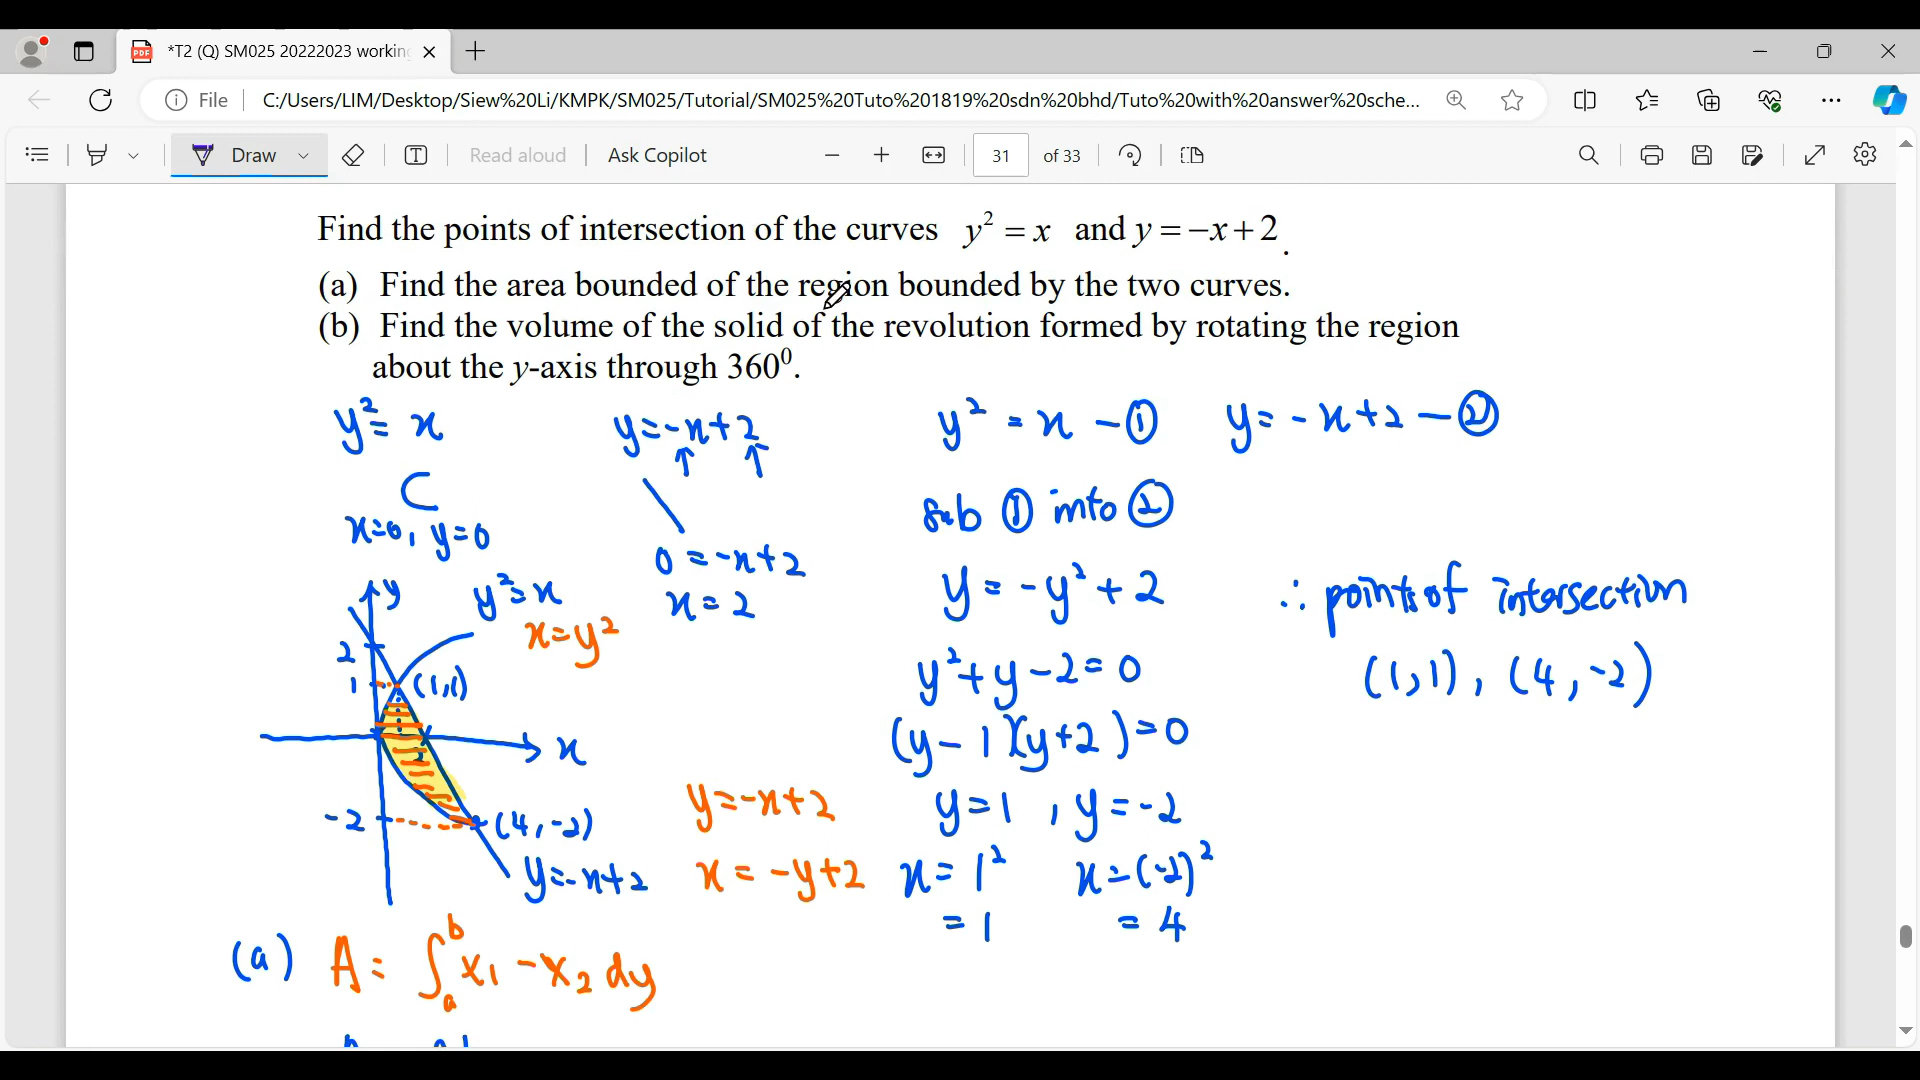 *T2 (Q) SM025 20222023 workin
File C:/Users/LIM/Desktop/Siew%20Li/KMPK/SM025/Tutorial/SM025%20Tuto%201819%20sdn%20bhd/Tuto%20with%20answer%20sche...
Draw Read aloud Ask Copilot 31 of 33
Find the points of intersection of the curves y² = x and y = −x + 2.
(a) Find the area bounded of the region bounded by the two curves.
(b) Find the volume of the solid of the revolution formed by rotating the region
about the y-axis through 360⁰.
y² = x
x=0, y=0
y = -x+2
0 = -x+2
x = 2
y
y² = x
x = y²
2
1
(1,1)
x
2
-2
(4,-2)
y = -x+2
y = -x+2
x = -y+2
y² = x - ①
y = -x+2 - ②
sub ① into ②
y = -y² + 2
y² + y - 2 = 0
(y-1)(y+2) = 0
y = 1 , y = -2
x = 1² x = (-2)²
= 1 = 4
∴ points of intersection
(1,1), (4,-2)
(a) A = ∫ₐᵇ x₁ - x₂ dy